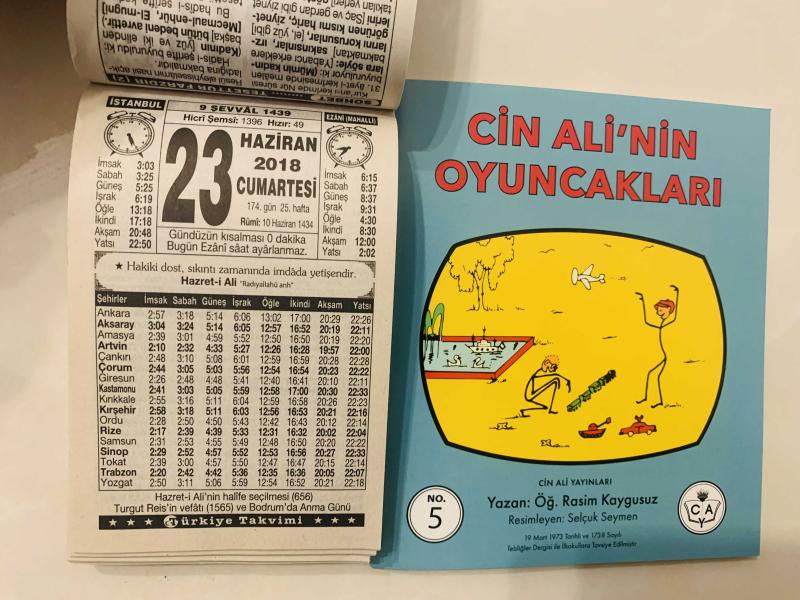 SOHBET ........ TESETTÜR FARZDIR (2)
İSTANBUL
9 ŞEVVÂL 1439
Hicrî Şemsî: 1396 Hızır: 49
EZÂNÎ (MAHALLÎ)
23
HAZİRAN
2018
CUMARTESİ
174. gün 25. hafta
Rûmî: 10 Haziran 1434
İmsak 3:03
Sabah 3:25
Güneş 5:25
İşrak 6:19
Öğle 13:18
İkindi 17:18
Akşam 20:48
Yatsı 22:50
İmsak 6:15
Sabah 6:37
Güneş 8:37
İşrak 9:31
Öğle 4:30
İkindi 8:30
Akşam 12:00
Yatsı 2:02
Gündüzün kısalması 0 dakika
Bugün Ezânî sâat ayârlanmaz.
★ Hakiki dost, sıkıntı zamanında imdâda yetişendir.
Hazret-i Ali "Radıyallahü anh"
Şehirler İmsak Sabah Güneş İşrak Öğle İkindi Akşam Yatsı
Ankara 2:57 3:18 5:14 6:06 13:02 17:00 20:29 22:26
Aksaray 3:04 3:24 5:14 6:05 12:57 16:52 20:19 22:11
Amasya 2:39 3:01 4:59 5:52 12:50 16:50 20:19 22:20
Artvin 2:10 2:32 4:33 5:27 12:26 16:28 19:57 22:00
Çankırı 2:48 3:10 5:08 6:01 12:59 16:59 20:28 22:28
Çorum 2:44 3:05 5:03 5:56 12:54 16:54 20:23 22:22
Giresun 2:26 2:48 4:48 5:41 12:40 16:41 20:10 22:11
Kastamonu 2:41 3:03 5:05 5:59 12:58 17:00 20:30 22:33
Kırıkkale 2:55 3:16 5:11 6:04 12:59 16:58 20:26 22:23
Kırşehir 2:58 3:18 5:11 6:03 12:56 16:53 20:21 22:16
Ordu 2:28 2:50 4:50 5:43 12:42 16:43 20:12 22:14
Rize 2:17 2:39 4:39 5:33 12:31 16:32 20:02 22:04
Samsun 2:31 2:53 4:55 5:49 12:48 16:50 20:20 22:22
Sinop 2:29 2:52 4:57 5:52 12:53 16:56 20:27 22:33
Tokat 2:39 3:00 4:57 5:50 12:47 16:47 20:15 22:14
Trabzon 2:20 2:42 4:42 5:36 12:35 16:36 20:05 22:07
Yozgat 2:50 3:11 5:06 5:59 12:54 16:52 20:21 22:18
Hazret-i Ali'nin halîfe seçilmesi (656)
Turgut Reis'in vefâtı (1565) ve Bodrum'da Anma Günü
★ ★ ★ ★ Türkiye Takvimi ★ ★ ★ ★
CİN ALİ'NİN
OYUNCAKLARI
CİN ALİ YAYINLARI
NO.
5
Yazan: Öğ. Rasim Kaygusuz
Resimleyen: Selçuk Seymen
C A
19 Mart 1973 Tarihli ve 1738 Sayılı
Tebliğler Dergisi ile İlkokullara Tavsiye Edilmiştir